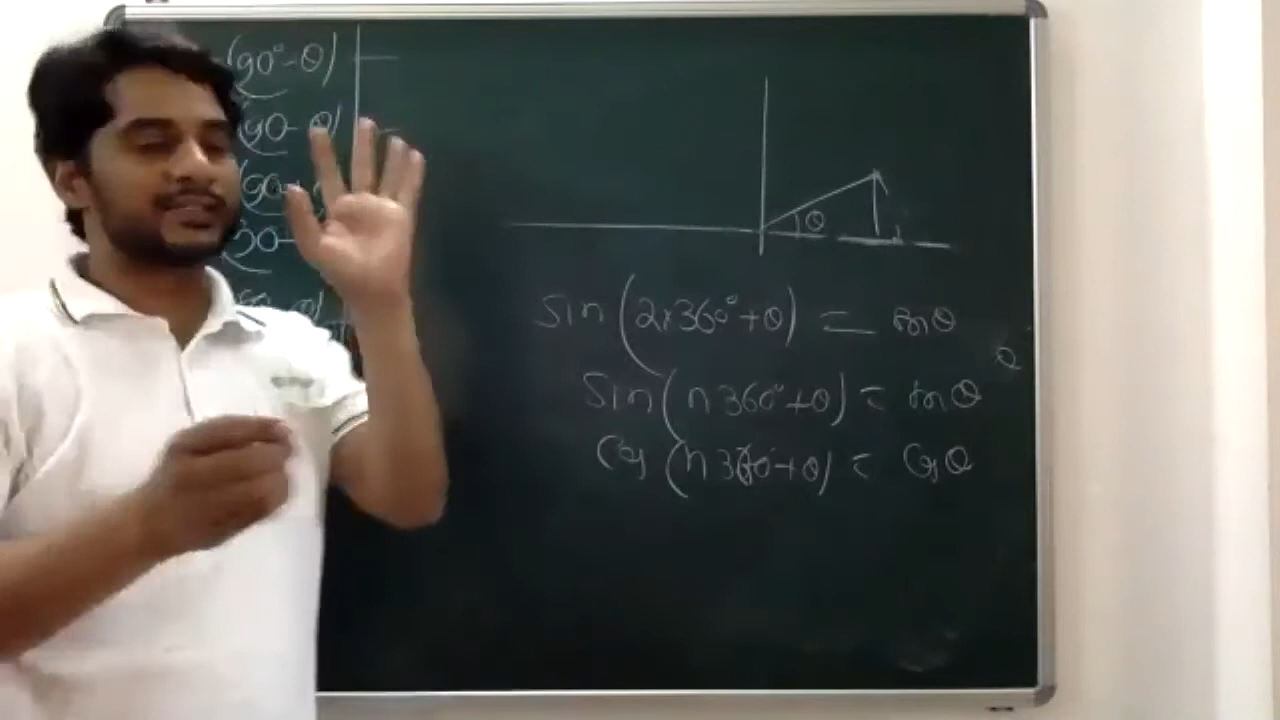 (90°-θ)
(90-θ)
θ
Sin(2×360°+θ) = sinθ
Sin(n360°+θ) = sinθ
Cos(n360°+θ) = Cosθ